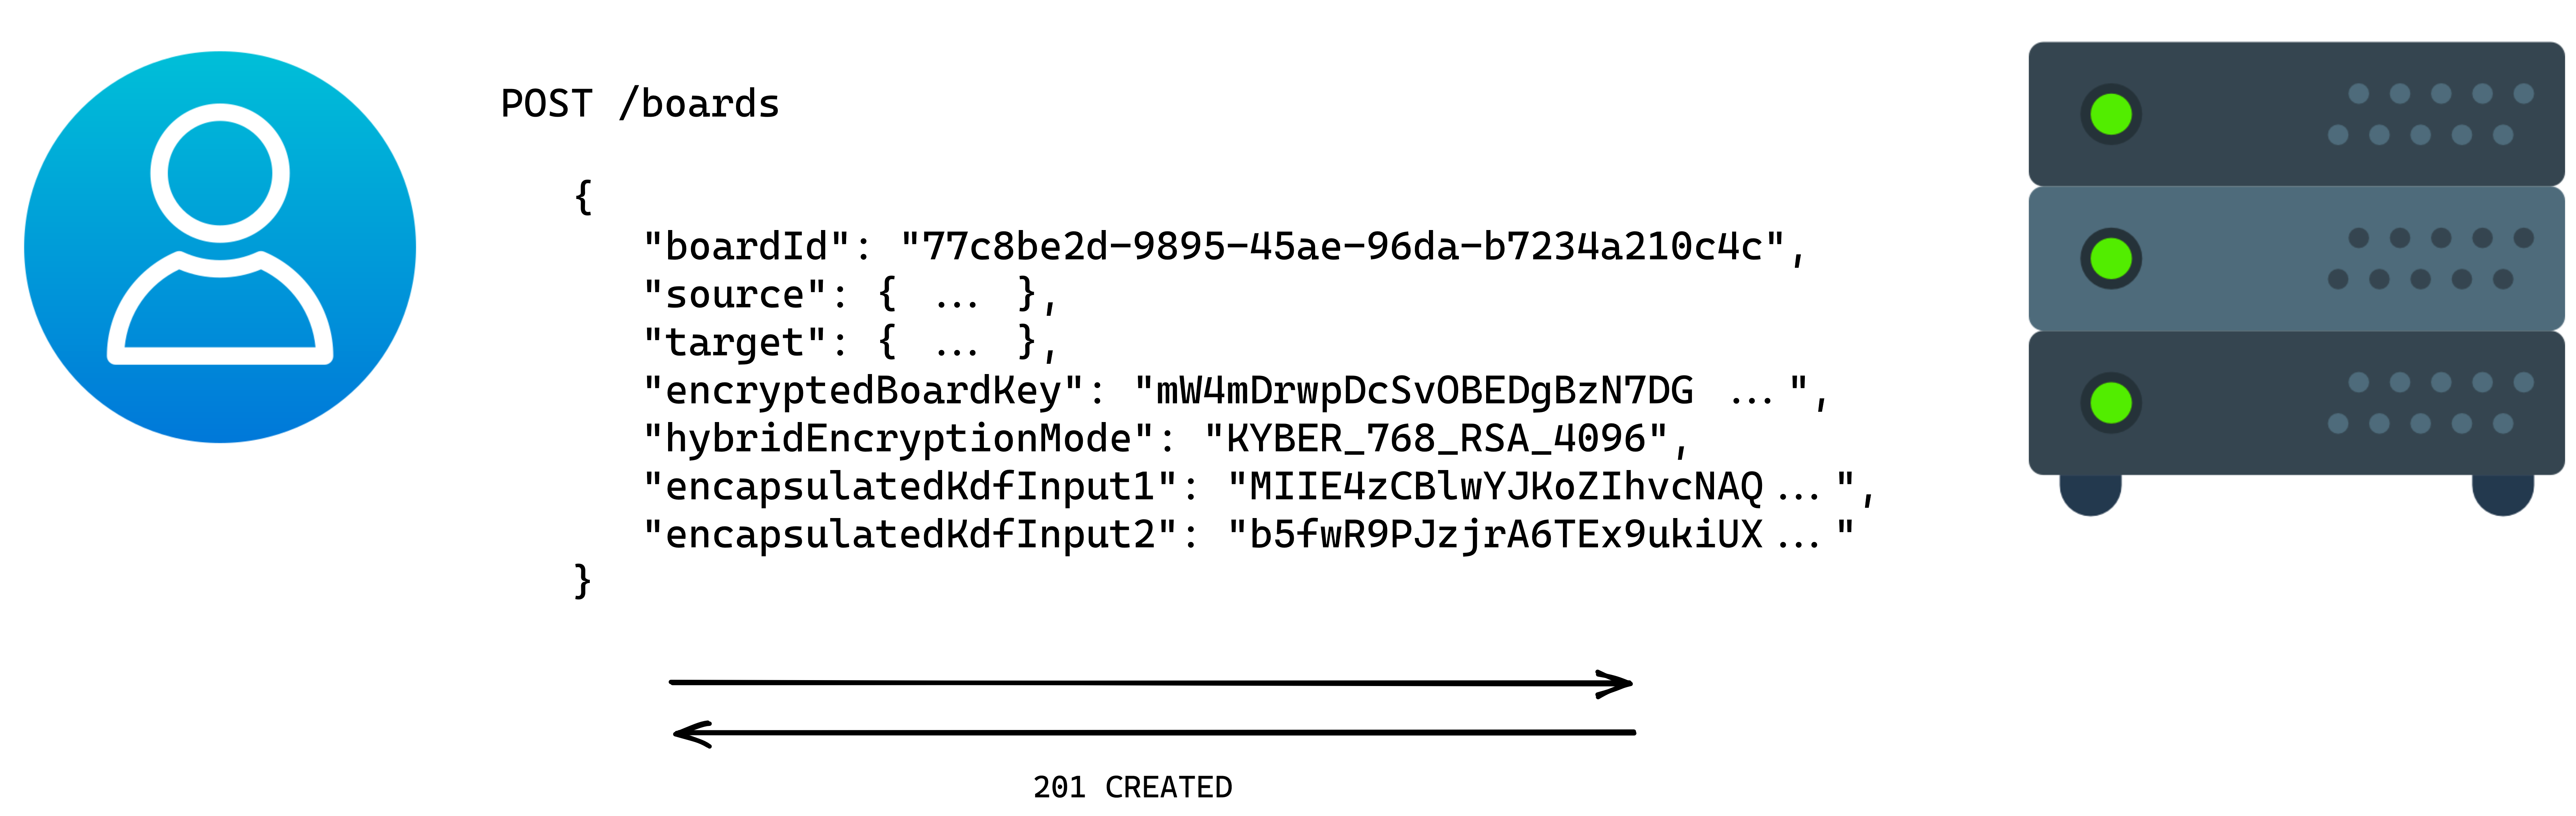 POST /boards
{
"boardId": "77c8be2d-9895-45ae-96da-b7234a210c4c",
"source": { ... },
"target": { ... },
"encryptedBoardKey": "mW4mDrwpDcSvOBEDgBzN7DG ...",
"hybridEncryptionMode": "KYBER_768_RSA_4096",
"encapsulatedKdfInput1": "MIIE4zCBlwYJKoZIhvcNAQ...",
"encapsulatedKdfInput2": "b5fwR9PJzjrA6TEx9ukiUX..."
}
201 CREATED